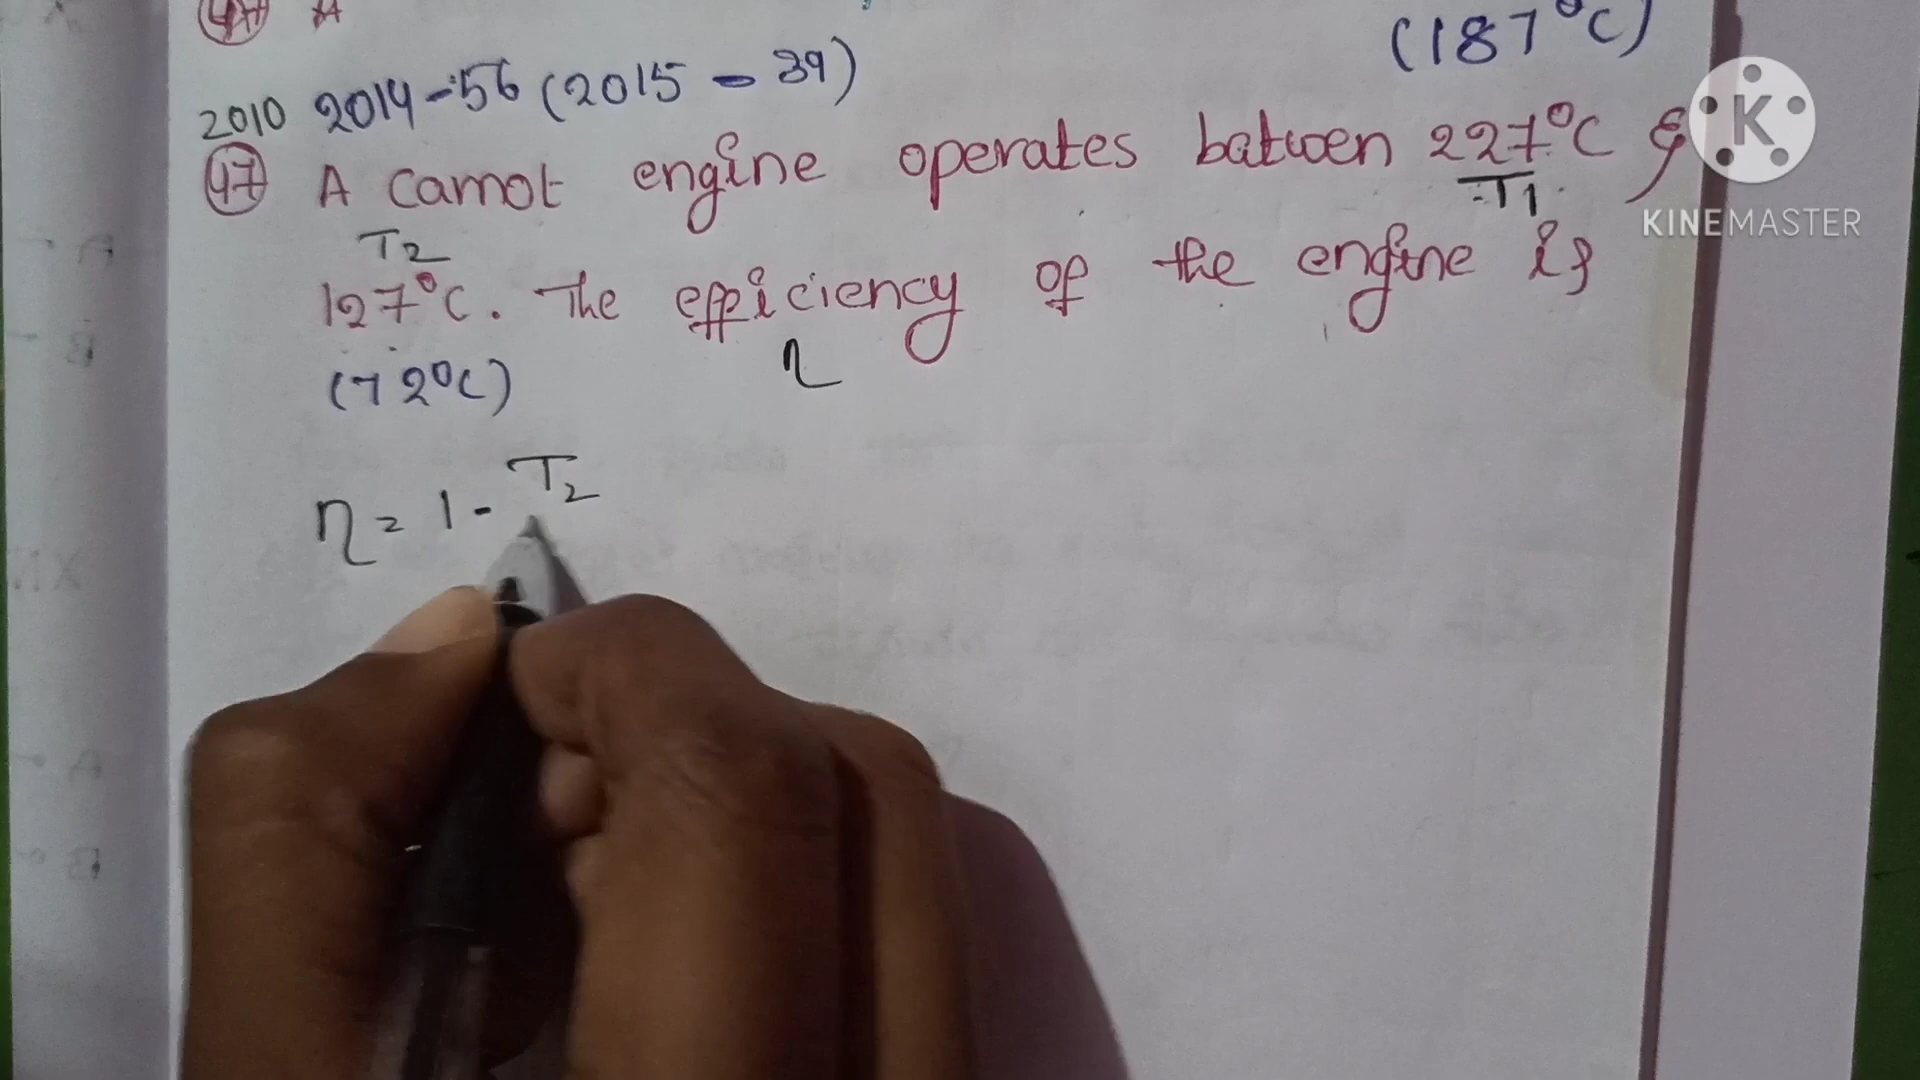 (187°C)
2010 2014-56 (2015 - 39)
47 A carnot engine operates batwen 227°C &
T1
T2
127°C. The efficiency of the engine is
η
(72°C)
η = 1 - T2
K
KINEMASTER